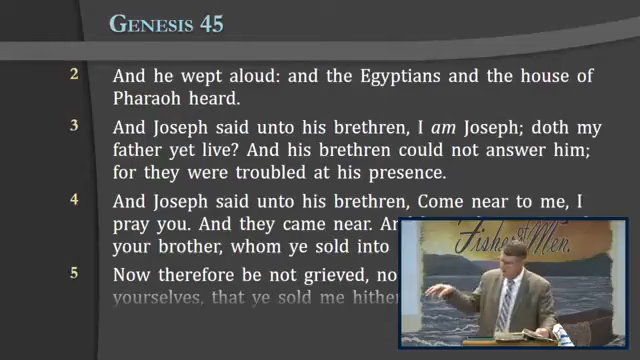 GENESIS 45
2 And he wept aloud: and the Egyptians and the house of
Pharaoh heard.
3 And Joseph said unto his brethren, I am Joseph; doth my
father yet live? And his brethren could not answer him;
for they were troubled at his presence.
4 And Joseph said unto his brethren, Come near to me, I
pray you. And they came near.
your brother, whom ye sold into
5 Now therefore be not grieved,
yourselves, that ye sold me
Fisher
of Men.